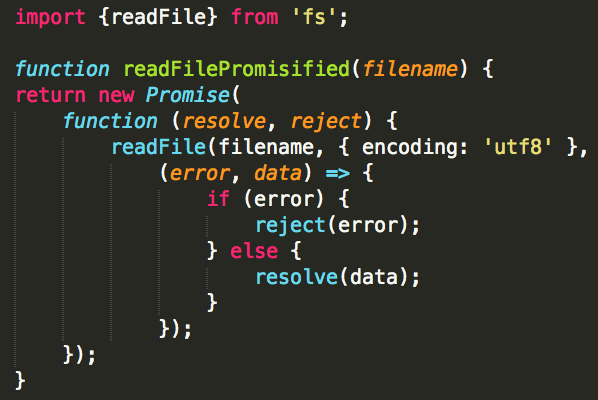 import {readFile} from 'fs';

function readFilePromisified(filename) {
return new Promise(
    function (resolve, reject) {
        readFile(filename, { encoding: 'utf8' },
            (error, data) => {
                if (error) {
                    reject(error);
                } else {
                    resolve(data);
                }
            });
    });
}